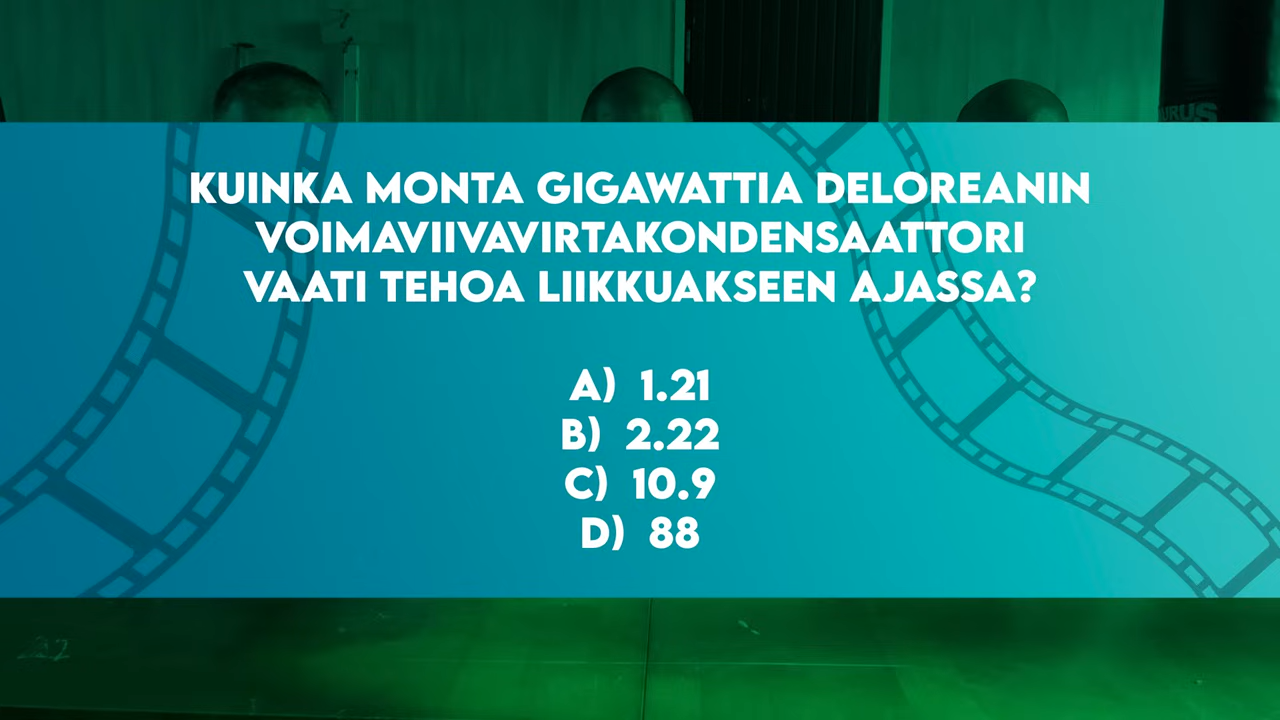 KUINKA MONTA GIGAWATTIA DELOREANIN
VOIMAVIIVAVIRTAKONDENSAATTORI
VAATI TEHOA LIIKKUAKSEEN AJASSA?
A) 1.21
B) 2.22
C) 10.9
D) 88